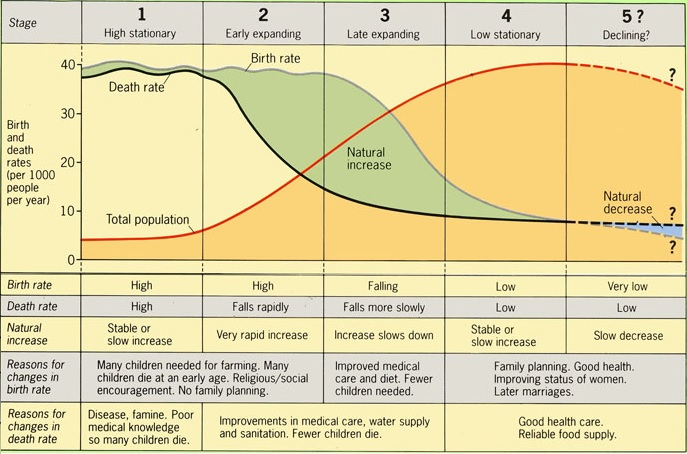 Stage
1
High stationary
2
Early expanding
3
Late expanding
4
Low stationary
5 ?
Declining?
40
30
20
10
0
Birth
and
death
rates
(per 1000
people
per year)
Birth rate
Death rate
Natural
increase
Total population
Natural
decrease
?
?
?
Birth rate
High
High
Falling
Low
Very low
Death rate
High
Falls rapidly
Falls more slowly
Low
Low
Natural
increase
Stable or
slow increase
Very rapid increase
Increase slows down
Stable or
slow increase
Slow decrease
Reasons for
changes in
birth rate
Many children needed for farming. Many
children die at an early age. Religious/social
encouragement. No family planning.
Improved medical
care and diet. Fewer
children needed.
Family planning. Good health.
Improving status of women.
Later marriages.
Reasons for
changes in
death rate
Disease, famine. Poor
medical knowledge
so many children die.
Improvements in medical care, water supply
and sanitation. Fewer children die.
Good health care.
Reliable food supply.